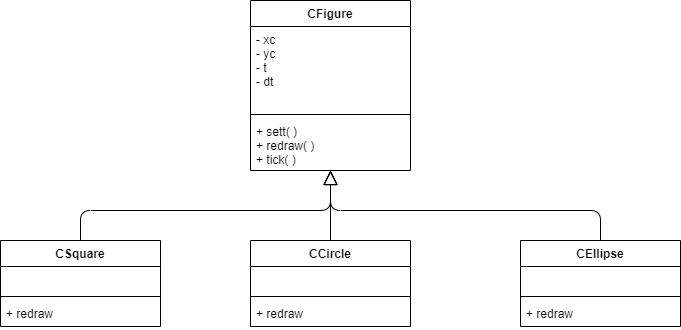 CFigure
- xc
- yc
- t
- dt
+ sett( )
+ redraw( )
+ tick( )
CSquare
+ redraw
CCircle
+ redraw
CEllipse
+ redraw